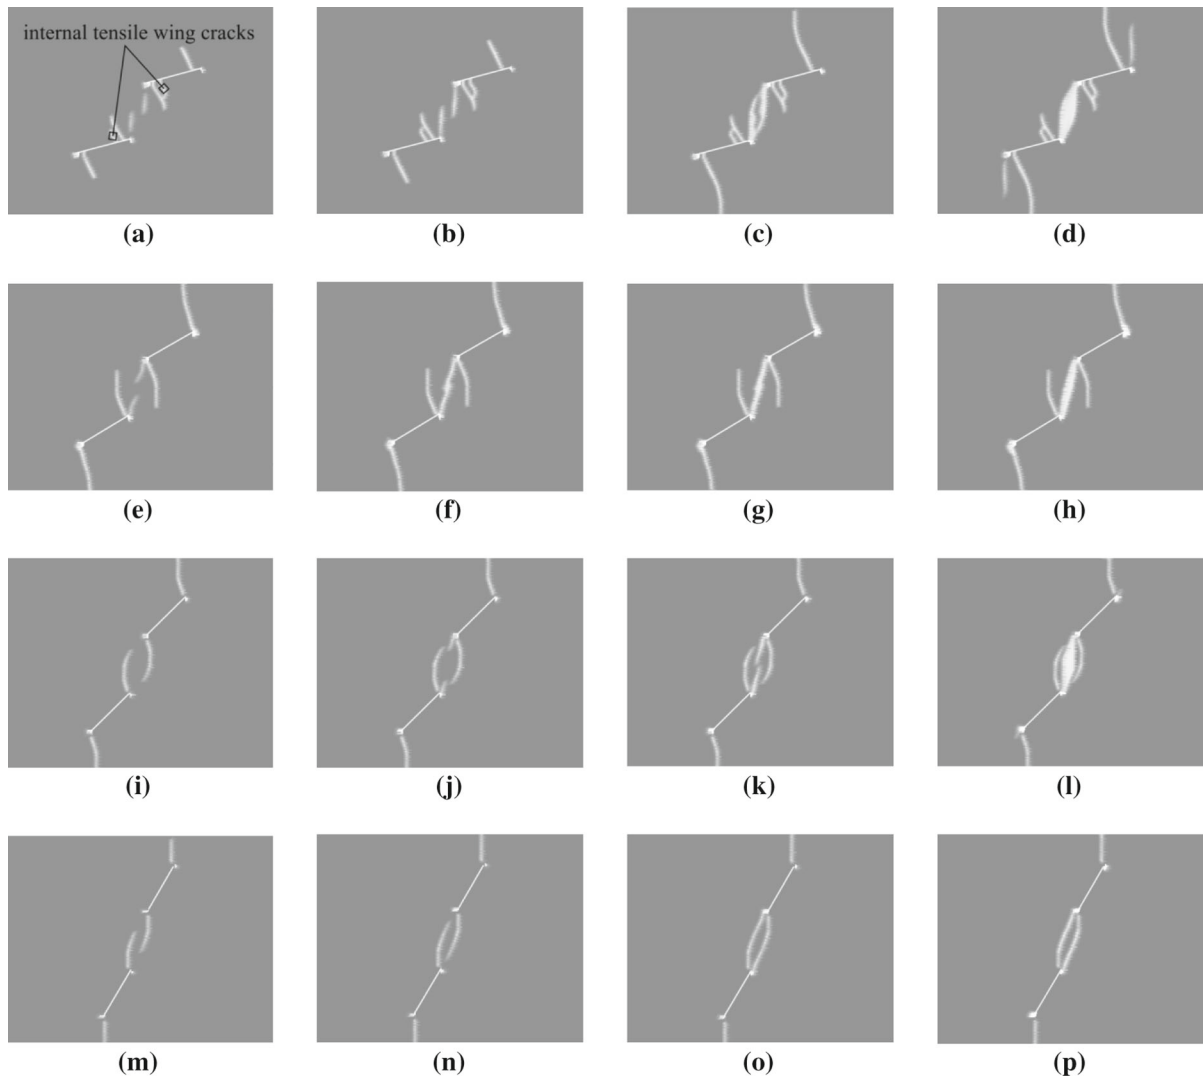 internal tensile wing cracks
(a) (b) (c) (d)
(e) (f) (g) (h)
(i) (j) (k) (l)
(m) (n) (o) (p)